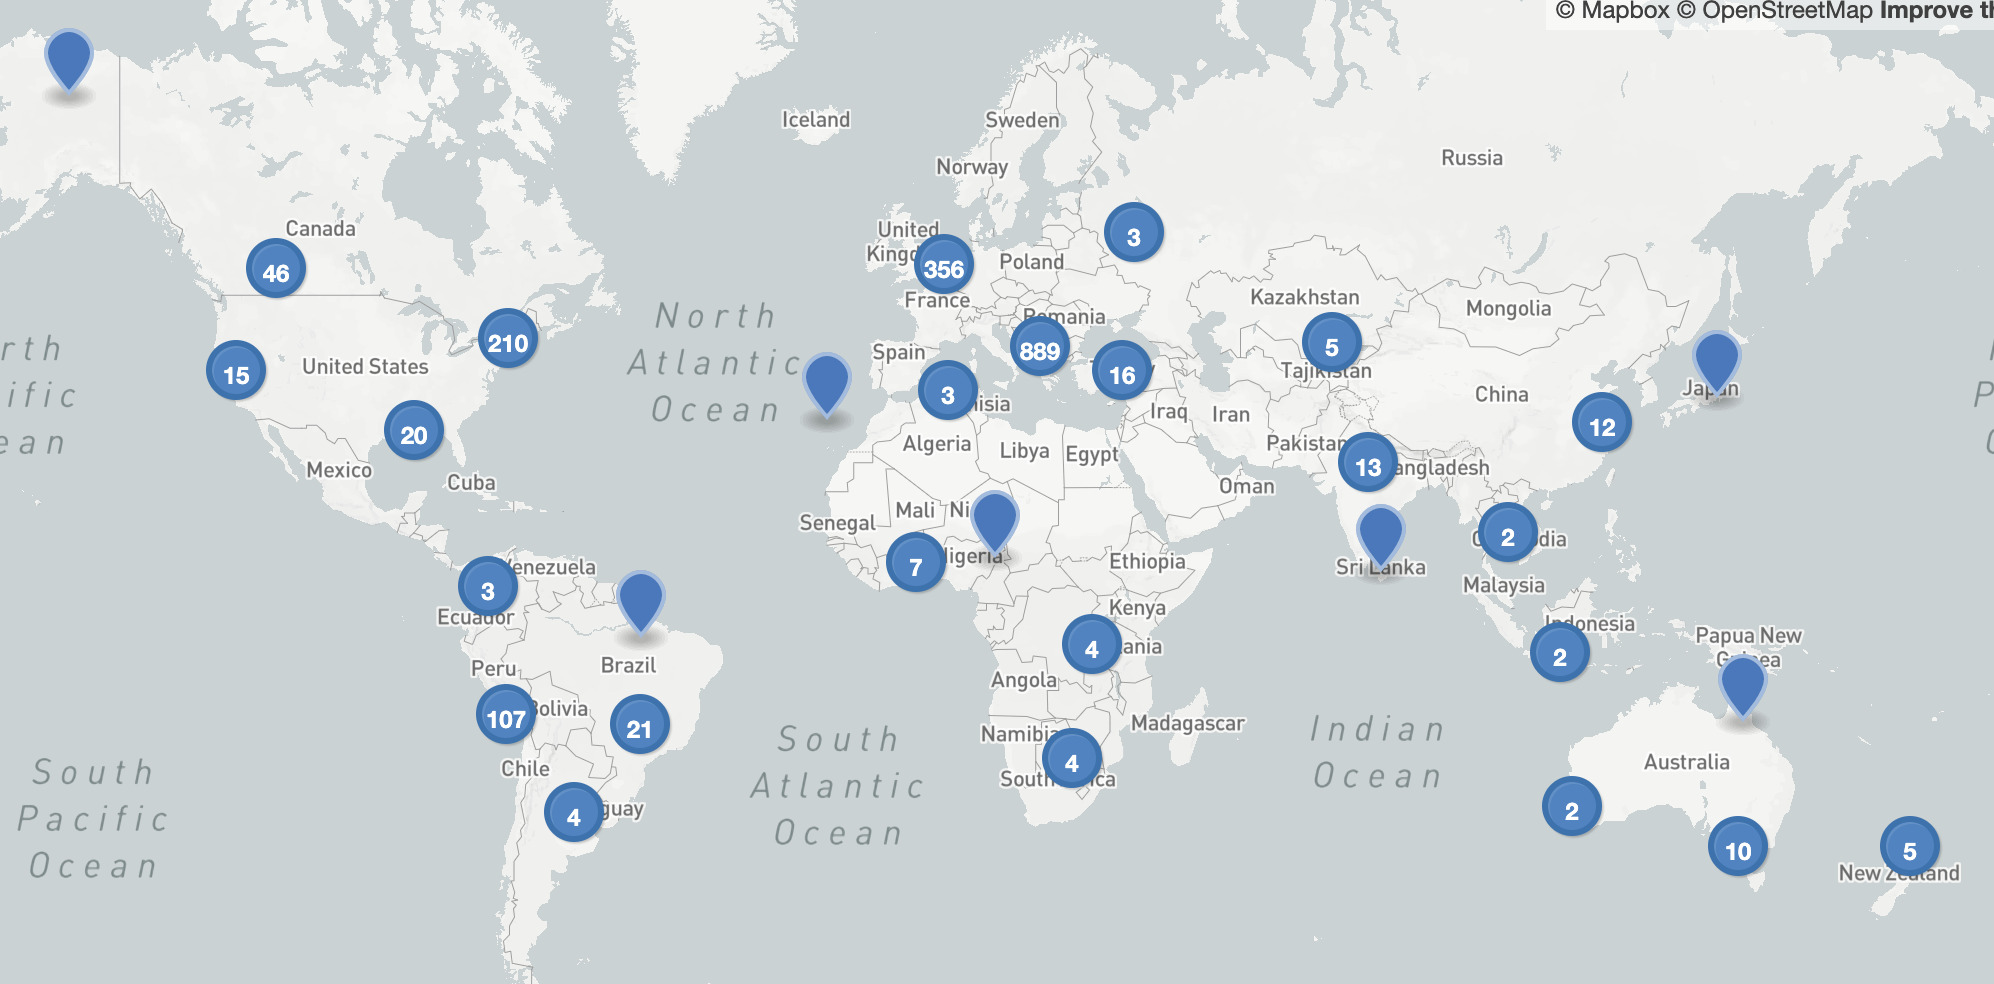 © Mapbox © OpenStreetMap Improve th
Iceland
Sweden
Norway
Russia
Canada
United
Kingd
3
46
356
Poland
France
Kazakhstan
Mongolia
North
Atlantic
Ocean
Romania
rth
ific
ean
210
889
5
Spain
United States
15
16
Tajikistan
Japan
China
P
3
nisia
Iraq
Iran
12
20
Algeria
Libya
Egypt
Pakistan
13
angladesh
Mexico
Cuba
Oman
Mali
Ni
Senegal
2
C
dia
7
Nigeria
Ethiopia
Sri Lanka
Venezuela
Malaysia
3
Ecuador
Kenya
Indonesia
Papua New
Guinea
4
ania
2
Peru
Brazil
Angola
107
Bolivia
21
Madagascar
Namibia
Indian
Ocean
South
Atlantic
Ocean
4
South
ica
Chile
Australia
South
Pacific
Ocean
4
guay
2
10
5
New Zealand